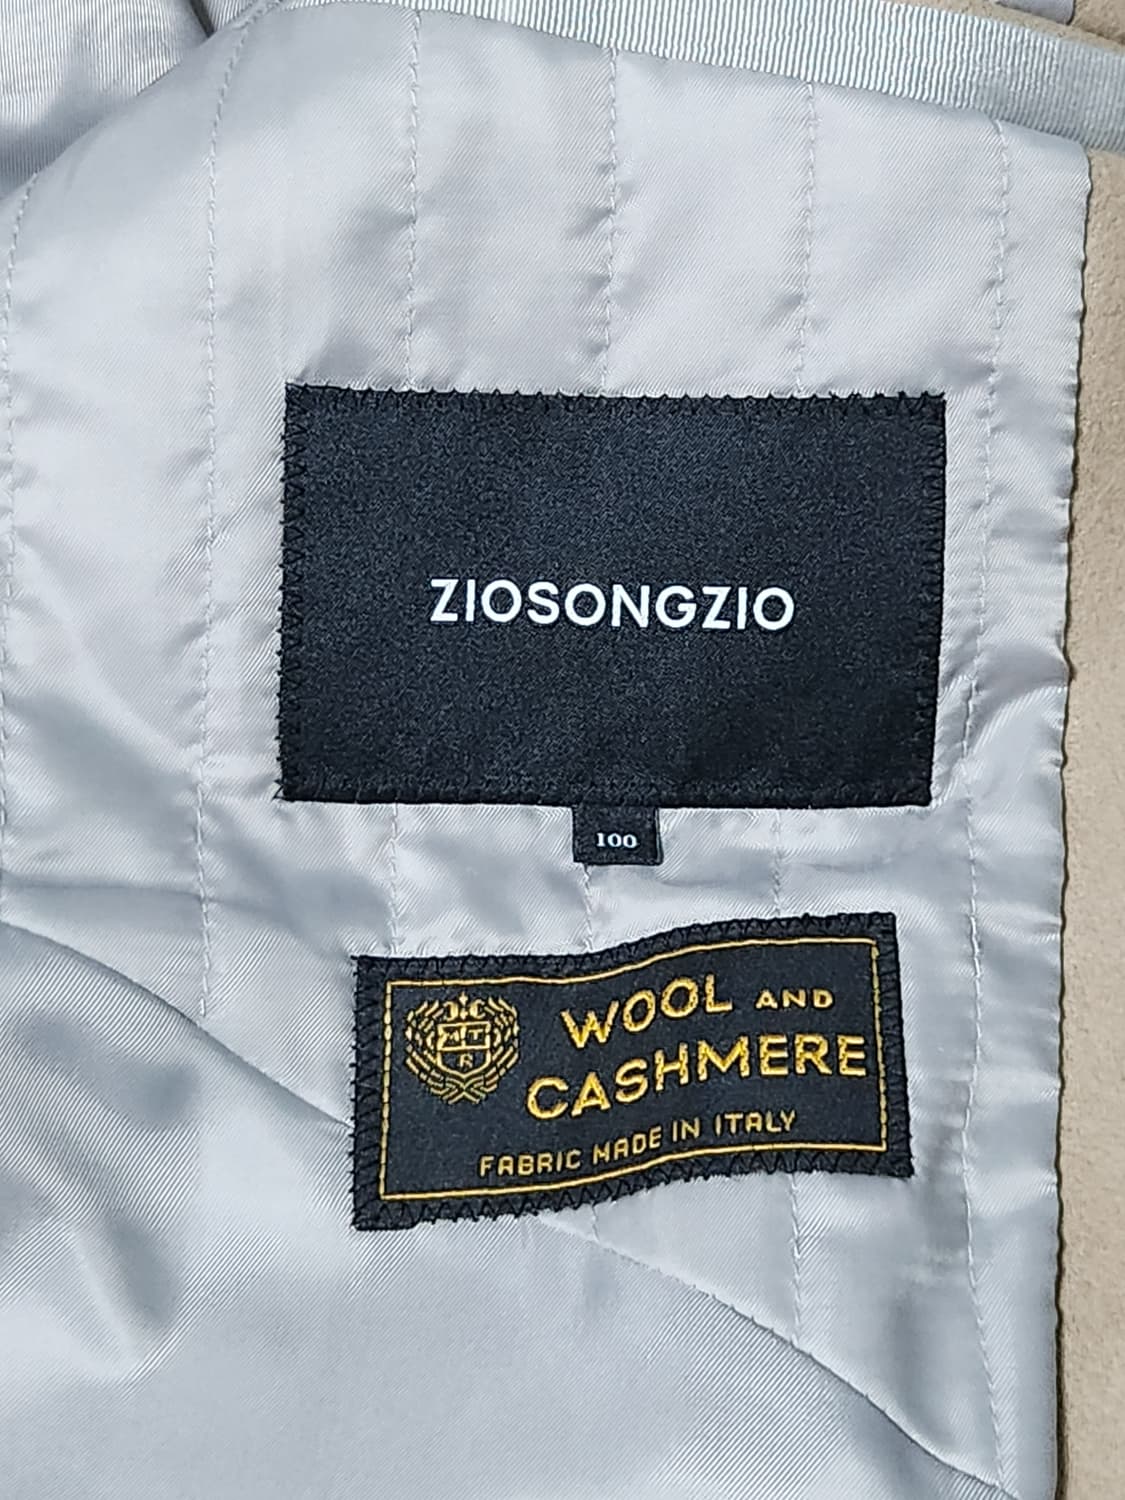 ZIOSONGZIO
100
WOOL AND
CASHMERE
FABRIC MADE IN ITALY